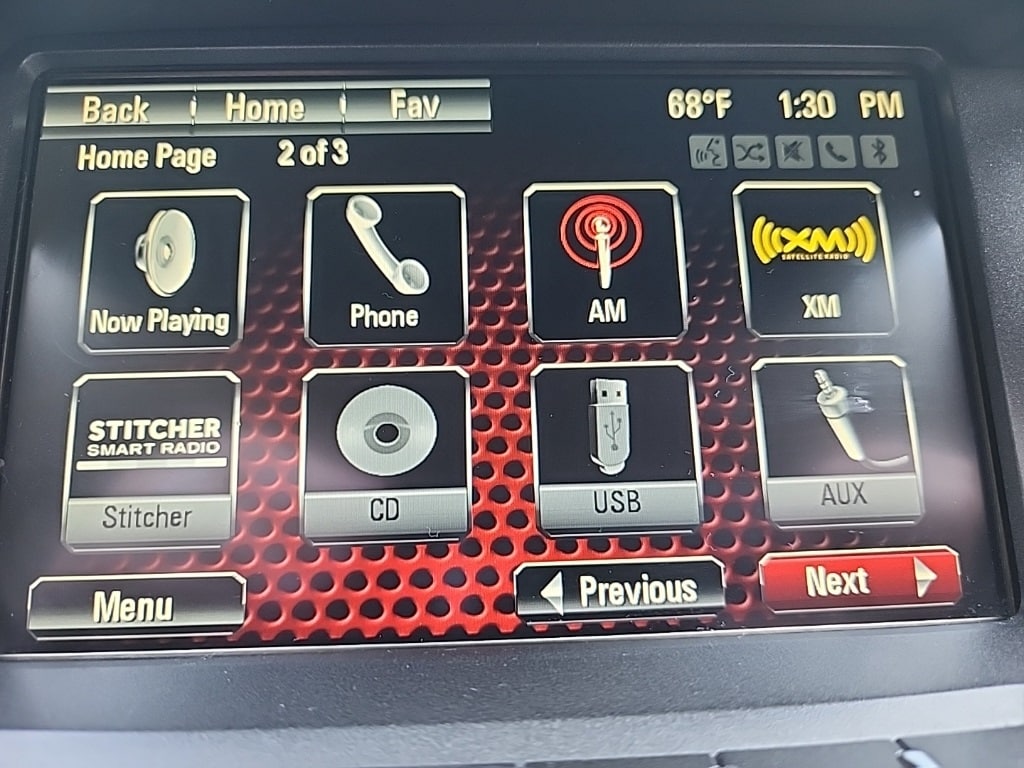 Back Home Fav 68°F 1:30 PM
Home Page 2 of 3
XM
SATELLITE RADIO
Now Playing Phone AM XM
STITCHER
SMART RADIO
Stitcher CD USB AUX
Menu Previous Next